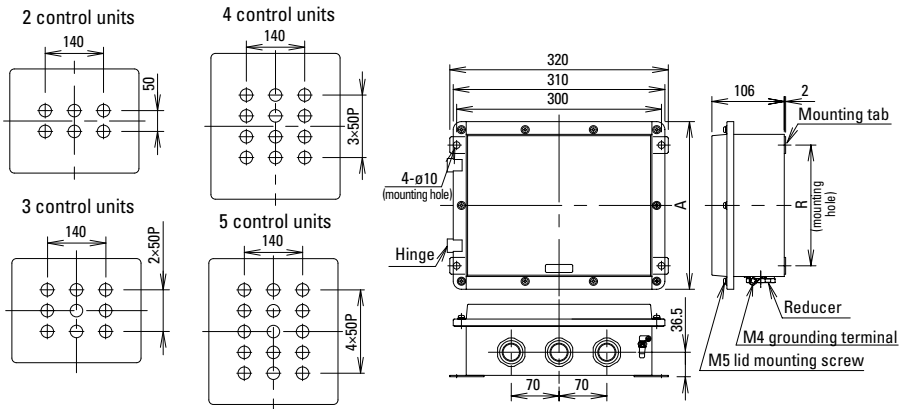 2 control units
140
50
4 control units
140
3×50P
3 control units
140
2×50P
5 control units
140
4×50P
320
310
300
4-ø10
(mounting hole)
Hinge
A
36.5
70
70
106
2
Mounting tab
R
(mounting
hole)
Reducer
M4 grounding terminal
M5 lid mounting screw